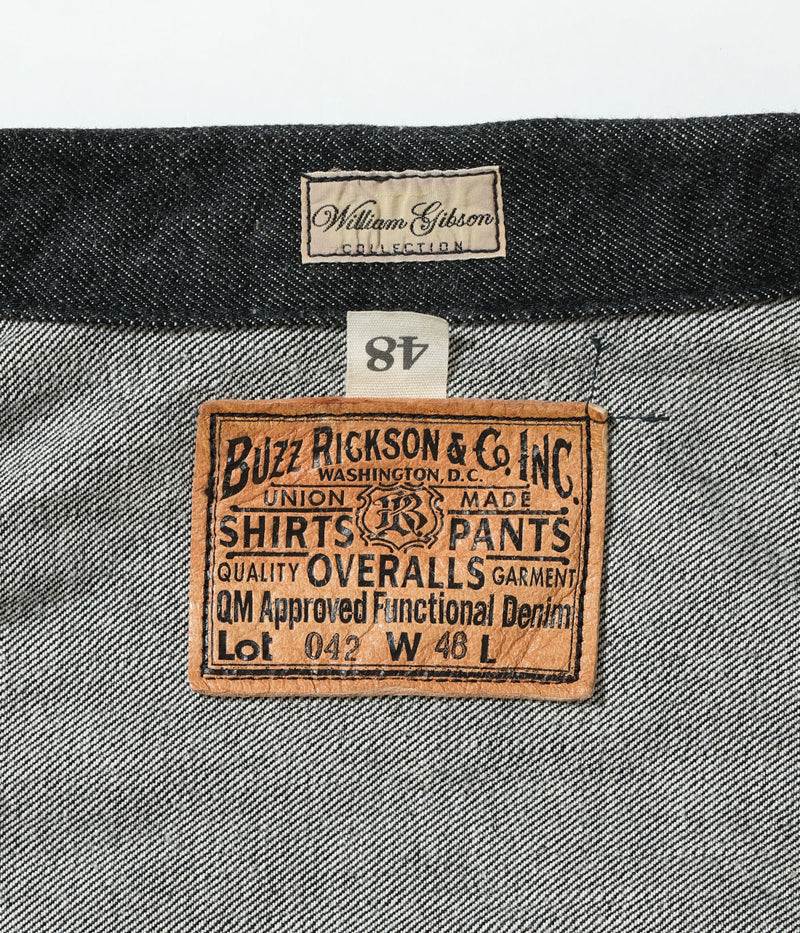 William Gibson
COLLECTION
48
BUZZ RICKSON & CO. INC.
WASHINGTON, D.C.
UNION BR MADE
SHIRTS PANTS
QUALITY OVERALLS GARMENT
QM Approved Functional Denim
Lot 042 W 48 L